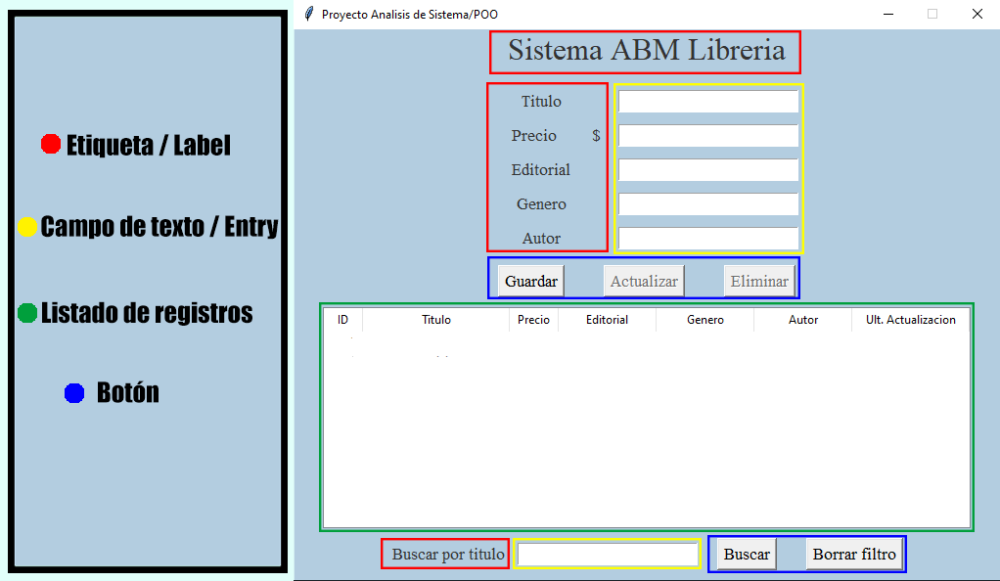 Etiqueta / Label
Campo de texto / Entry
Listado de registros
Botón
Proyecto Analisis de Sistema/POO
Sistema ABM Libreria
Titulo
Precio $
Editorial
Genero
Autor
Guardar Actualizar Eliminar
ID Titulo Precio Editorial Genero Autor Ult. Actualizacion
Buscar por titulo Buscar Borrar filtro